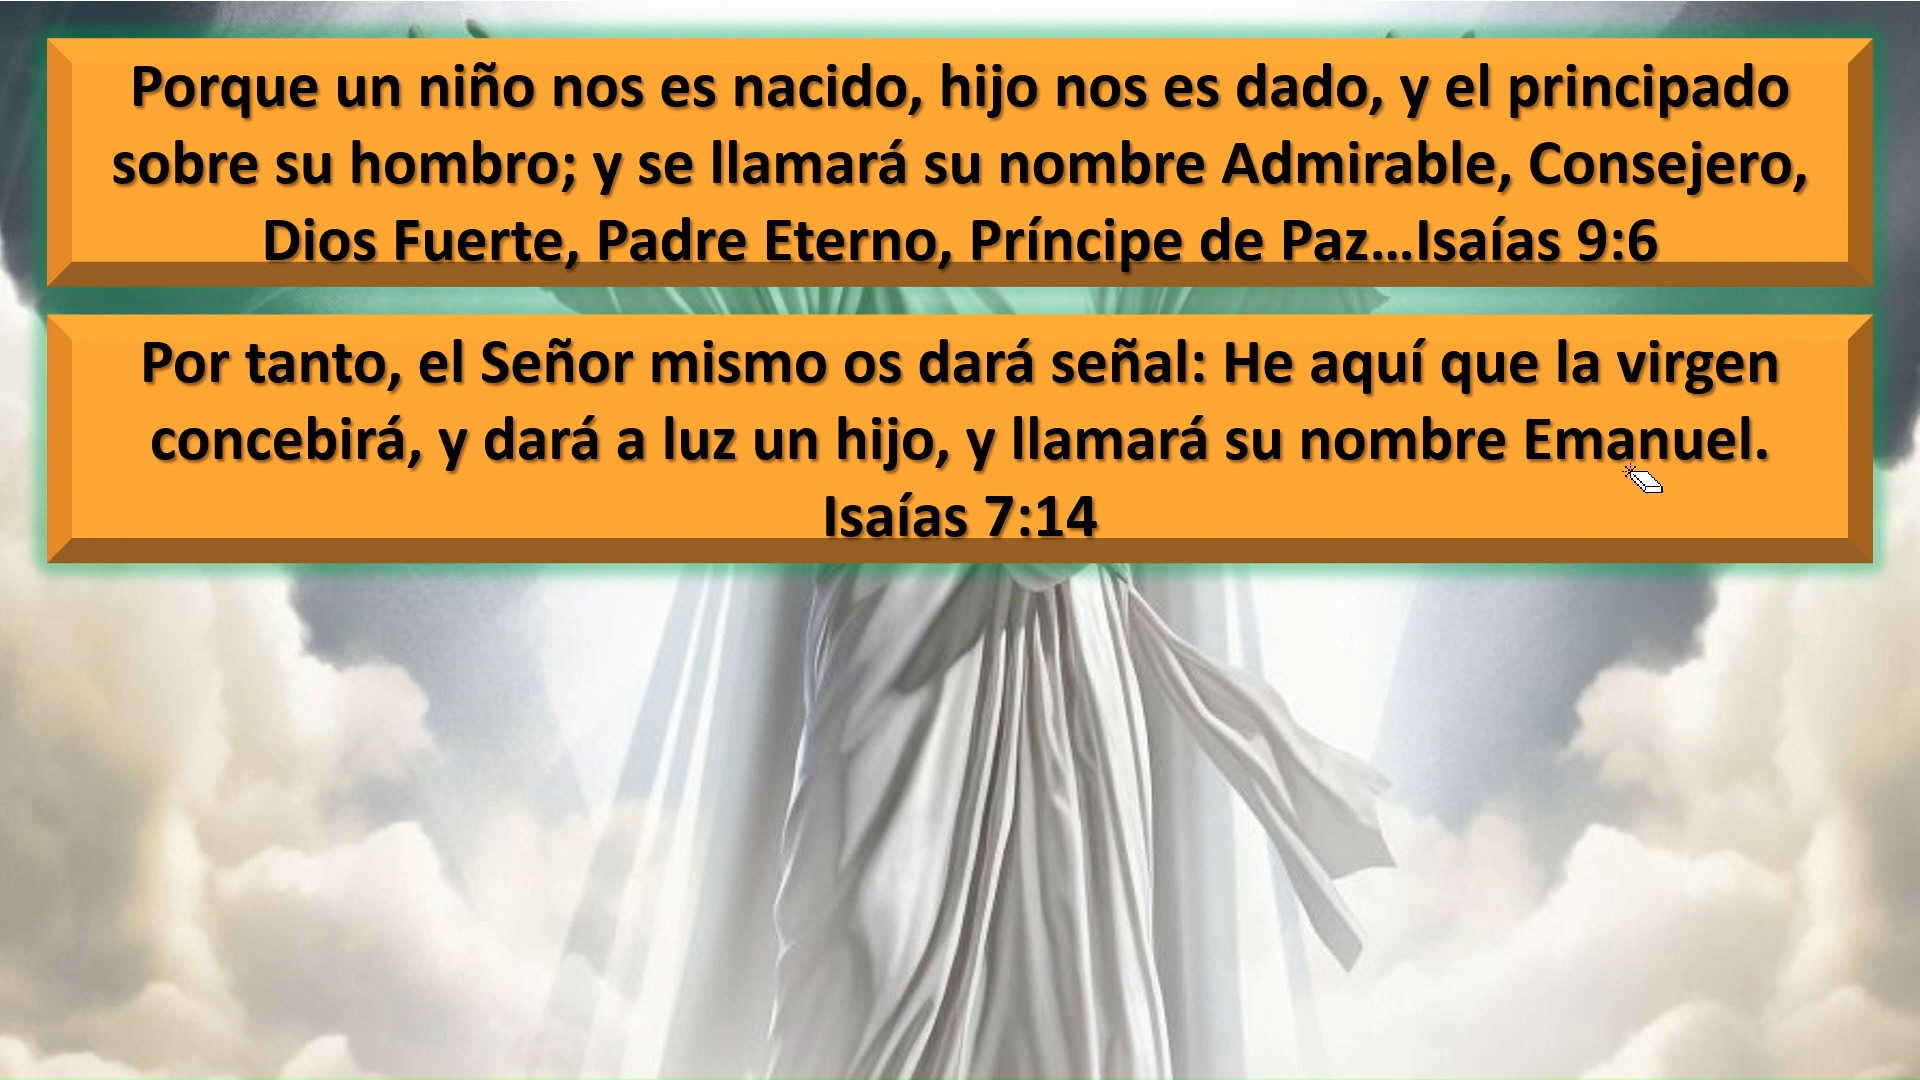 Porque un niño nos es nacido, hijo nos es dado, y el principado
sobre su hombro; y se llamará su nombre Admirable, Consejero,
Dios Fuerte, Padre Eterno, Príncipe de Paz...Isaías 9:6
Por tanto, el Señor mismo os dará señal: He aquí que la virgen
concebirá, y dará a luz un hijo, y llamará su nombre Emanuel.
Isaías 7:14